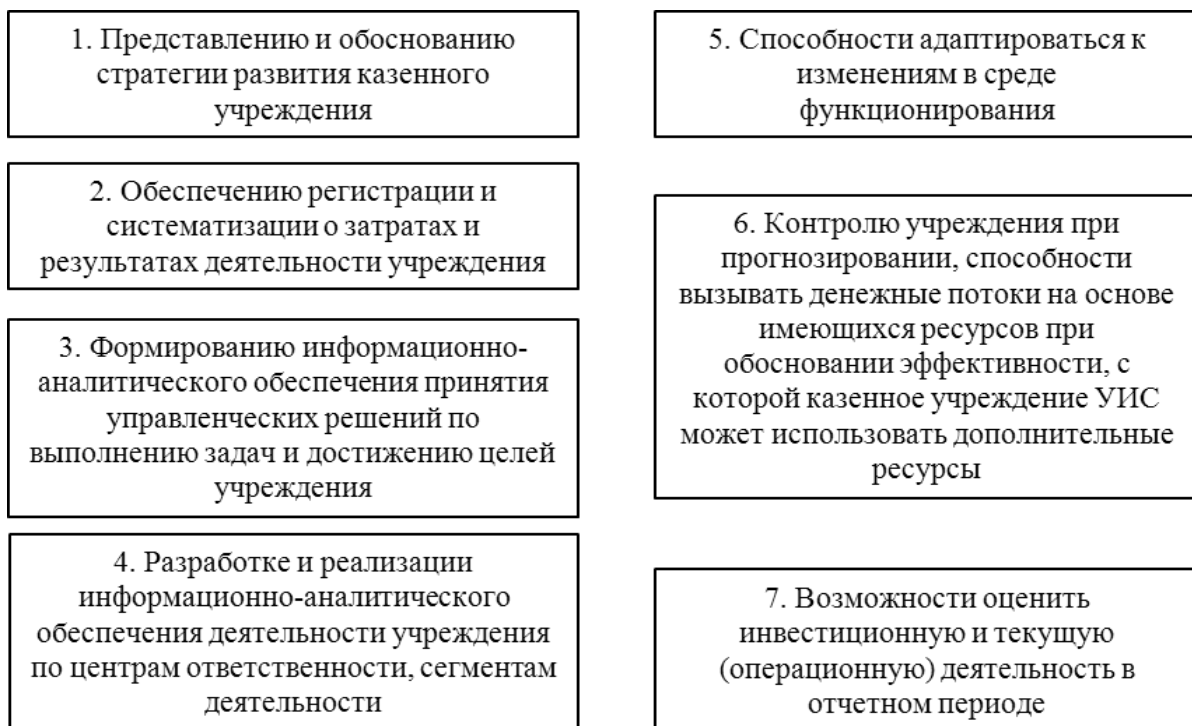 1. Представлению и обоснованию
стратегии развития казенного
учреждения
2. Обеспечению регистрации и
систематизации о затратах и
результатах деятельности учреждения
3. Формированию информационно-
аналитического обеспечения принятия
управленческих решений по
выполнению задач и достижению целей
учреждения
4. Разработке и реализации
информационно-аналитического
обеспечения деятельности учреждения
по центрам ответственности, сегментам
деятельности
5. Способности адаптироваться к
изменениям в среде
функционирования
6. Контролю учреждения при
прогнозировании, способности
вызывать денежные потоки на основе
имеющихся ресурсов при
обосновании эффективности, с
которой казенное учреждение УИС
может использовать дополнительные
ресурсы
7. Возможности оценить
инвестиционную и текущую
(операционную) деятельность в
отчетном периоде